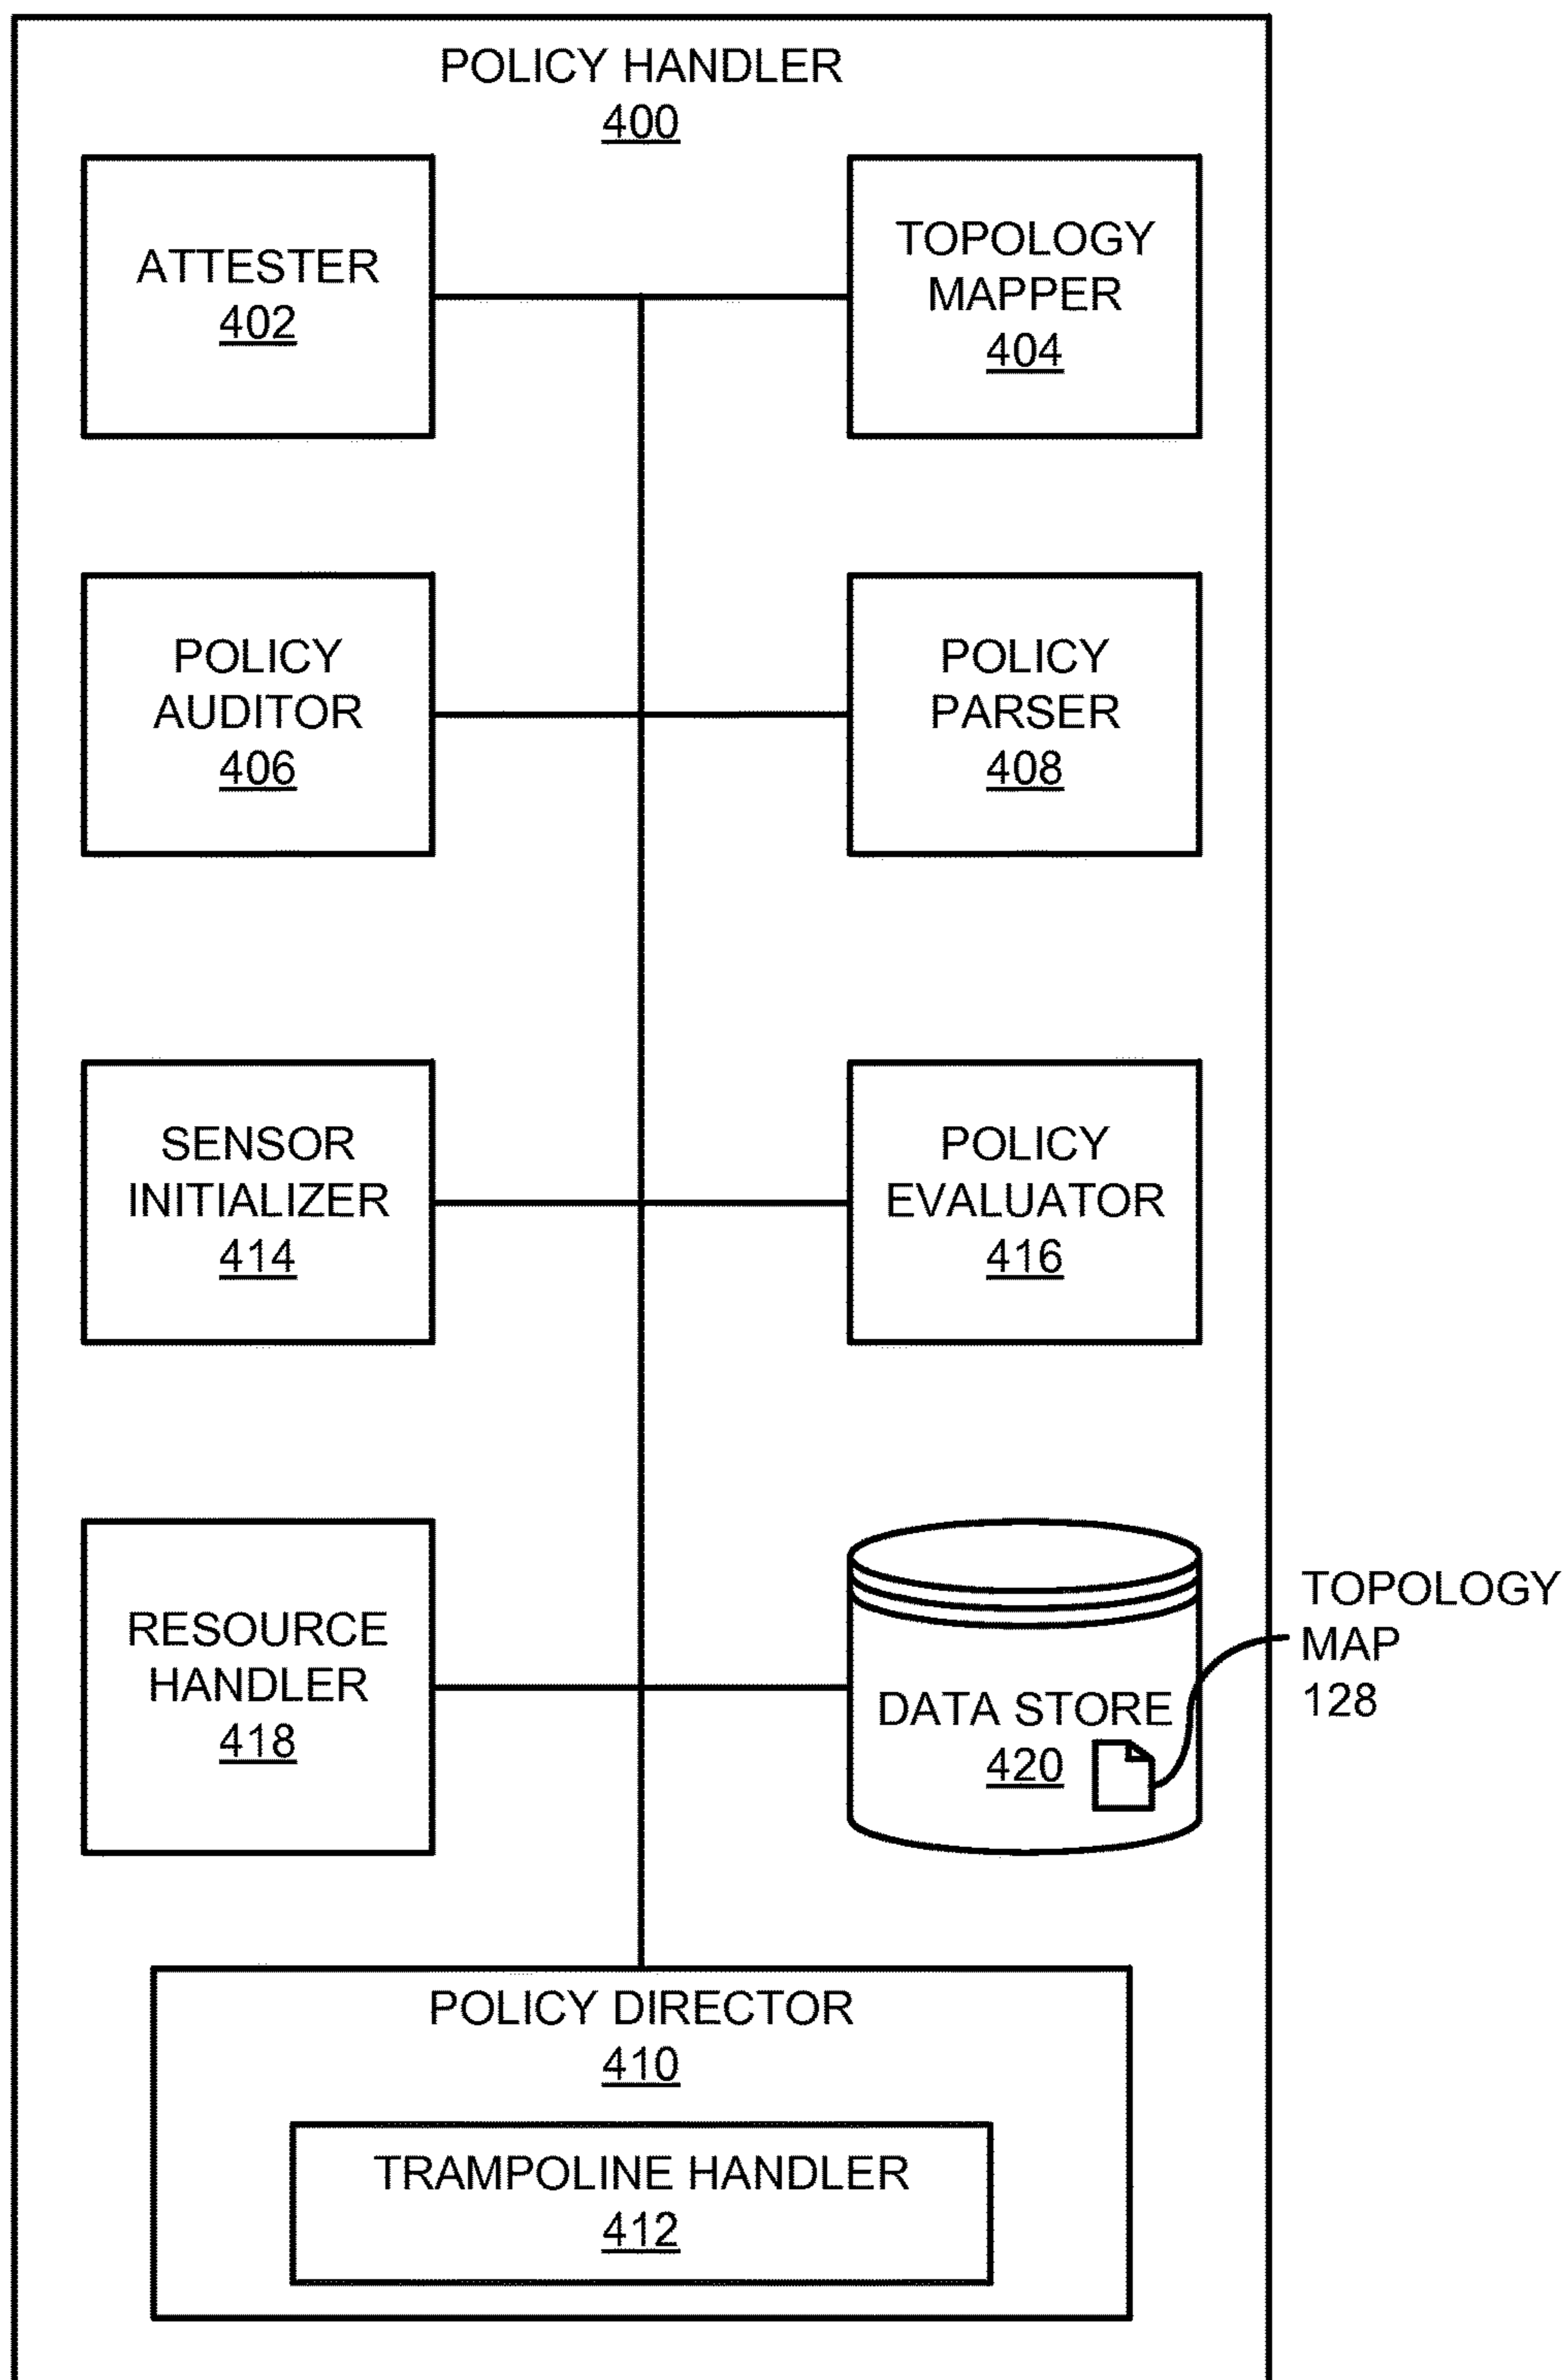 POLICY HANDLER
400
ATTESTER
402
TOPOLOGY
MAPPER
404
POLICY
AUDITOR
406
POLICY
PARSER
408
SENSOR
INITIALIZER
414
POLICY
EVALUATOR
416
RESOURCE
HANDLER
418
DATA STORE
420
TOPOLOGY
MAP
128
POLICY DIRECTOR
410
TRAMPOLINE HANDLER
412